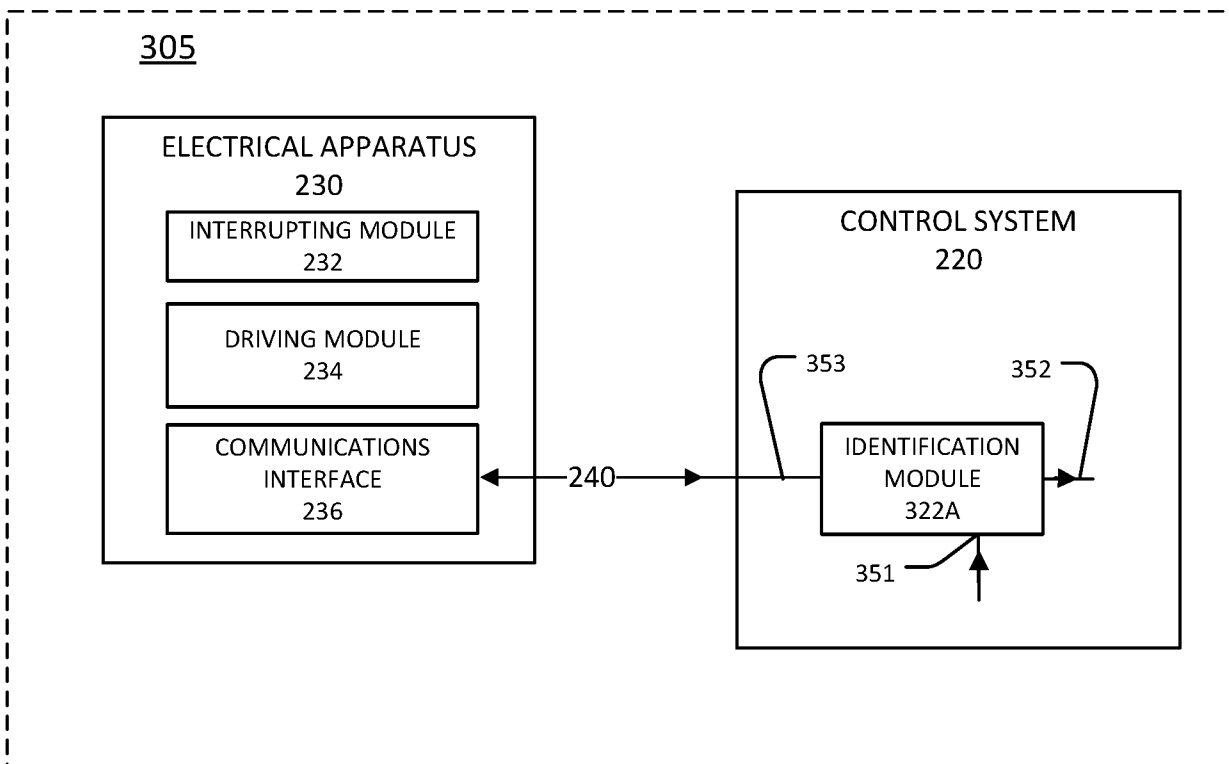 305
ELECTRICAL APPARATUS
230
INTERRUPTING MODULE
232
DRIVING MODULE
234
COMMUNICATIONS
INTERFACE
236
240
CONTROL SYSTEM
220
353
352
IDENTIFICATION
MODULE
322A
351